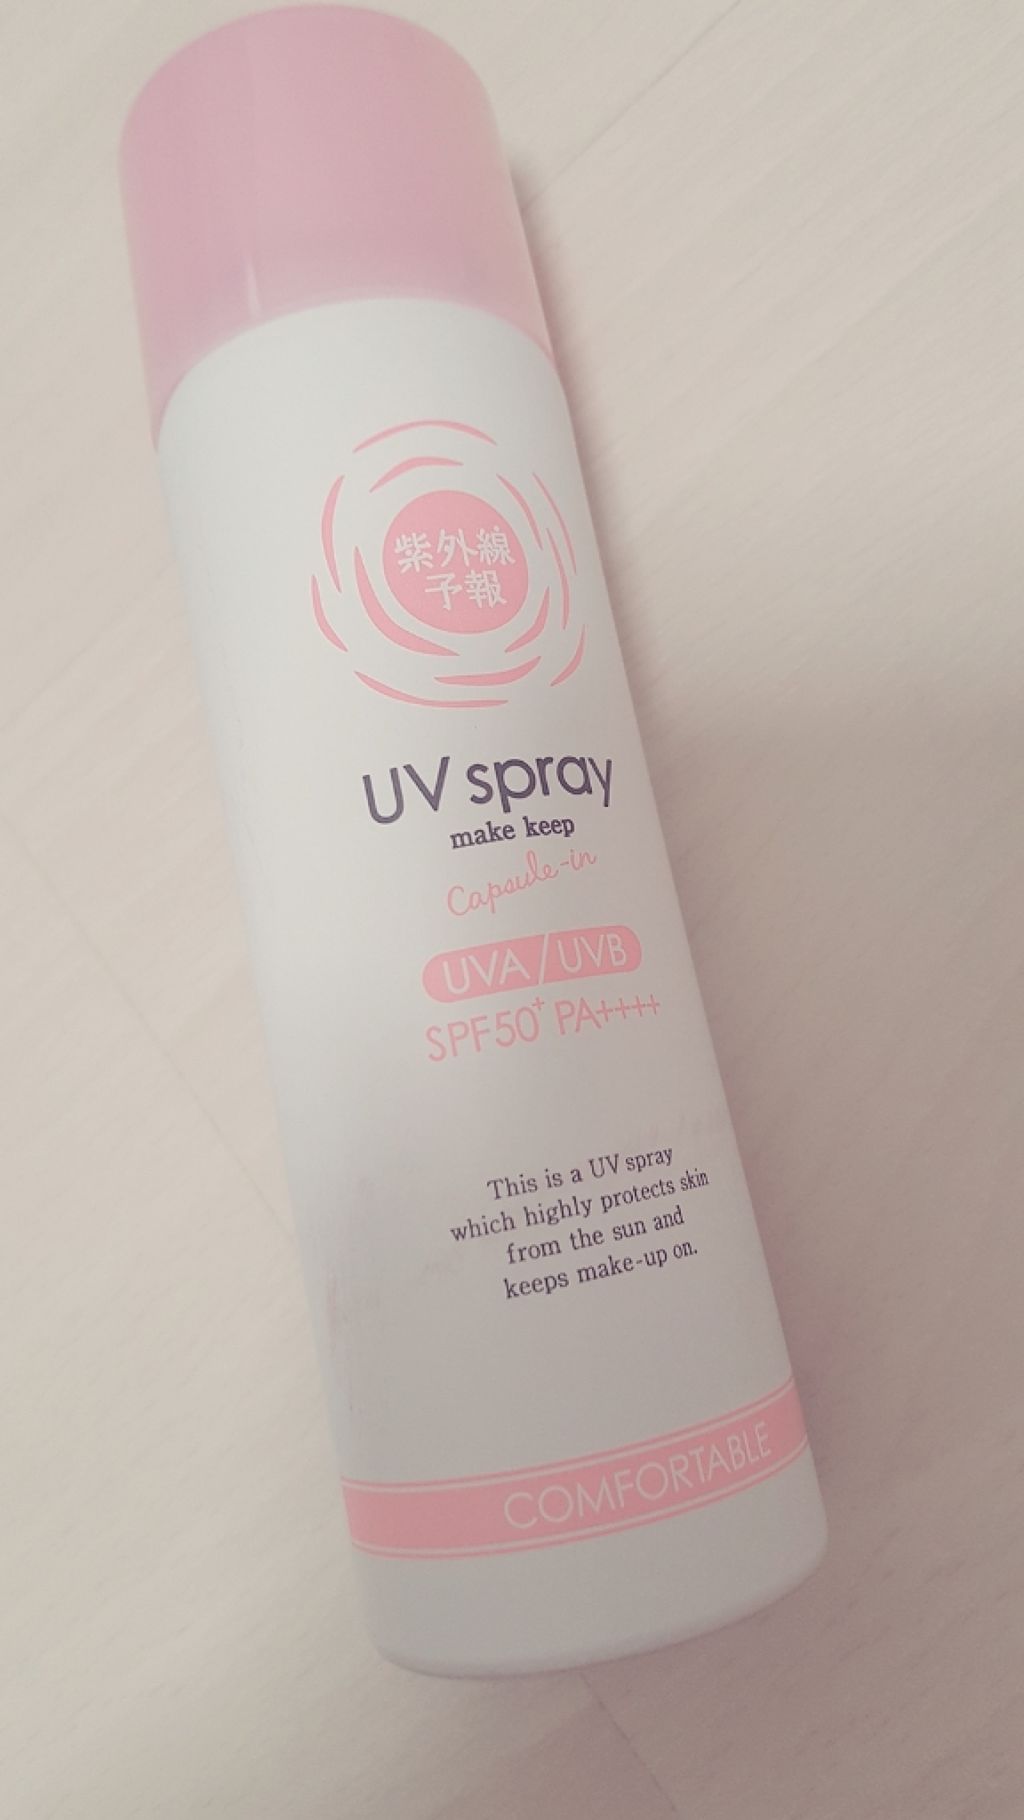 紫外線
予報
UV spray
make keep
Capsule-in
UVA/UVB
SPF50+ PA++++
This is a UV spray
which highly protects skin
from the sun and
keeps make-up on.
COMFORTABLE